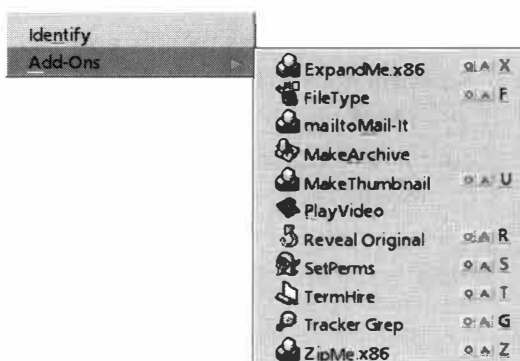 Identify
Add-Ons
ExpandMe.x86 X
FileType F
mailtoMail-It
MakeArchive
MakeThumbnail U
PlayVideo
Reveal Original R
SetPerms S
TermHire T
Tracker Grep G
ZipMe.x86 Z